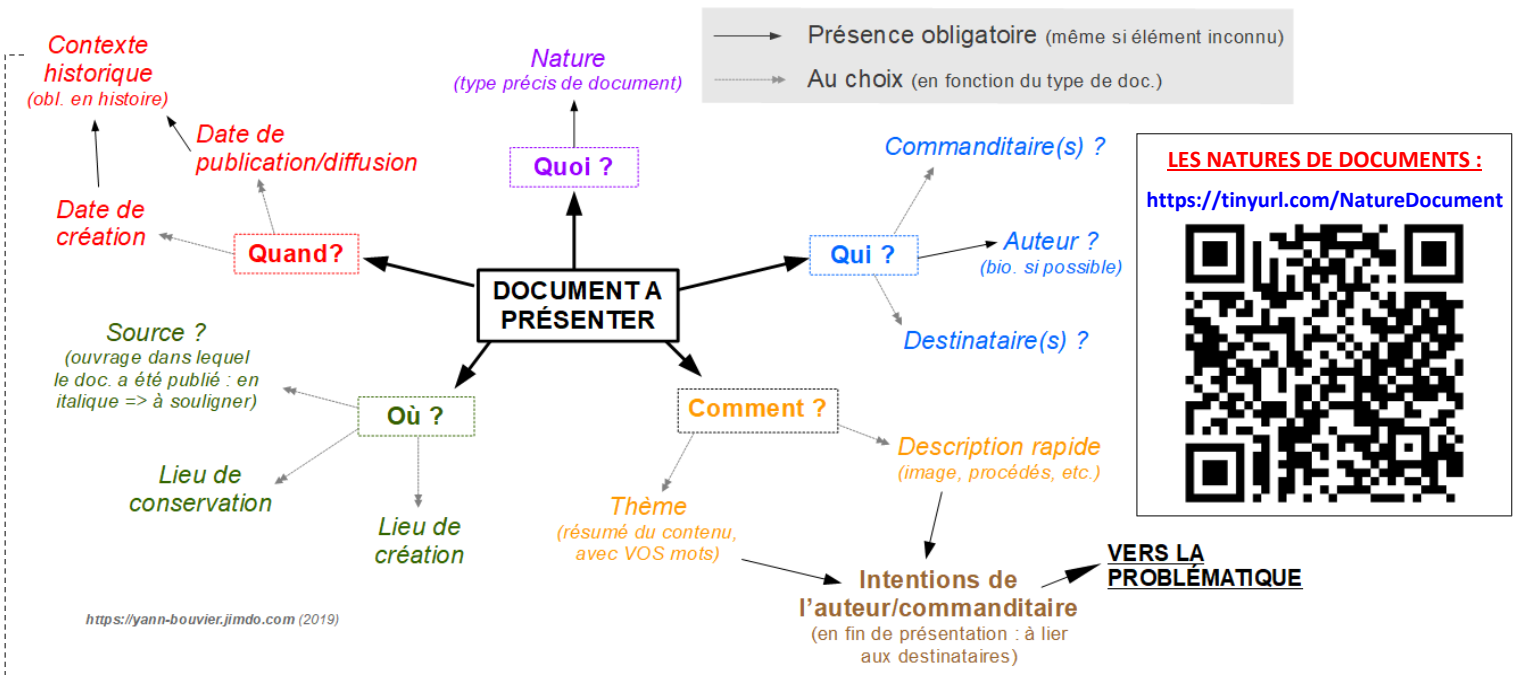 Contexte
historique
(obl. en histoire)
Nature
(type précis de document)
Présence obligatoire (même si élément inconnu)
Au choix (en fonction du type de doc.)
Date de
publication/diffusion
Quoi ?
Commanditaire(s) ?
LES NATURES DE DOCUMENTS :
https://tinyurl.com/NatureDocument
Date de
création
Quand?
Qui ?
Auteur ?
(bio. si possible)
DOCUMENT A
PRÉSENTER
Destinataire(s) ?
Source ?
(ouvrage dans lequel
le doc. a été publié : en
italique => à souligner)
Où ?
Comment ?
Lieu de
conservation
Lieu de
création
Description rapide
(image, procédés, etc.)
Thème
(résumé du contenu,
avec VOS mots)
Intentions de
l’auteur/commanditaire
(en fin de présentation : à lier
aux destinataires)
VERS LA
PROBLÉMATIQUE
https://yann-bouvier.jimdo.com (2019)